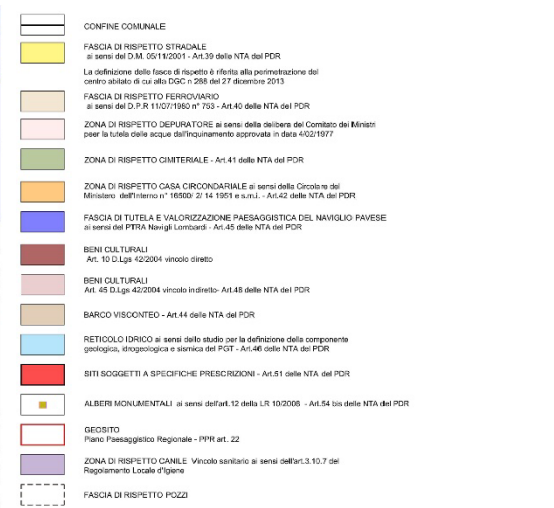 CONFINE COMUNALE
FASCIA DI RISPETTO STRADALE
ai sensi del D.M. 05/11/2001 - Art.39 delle NTA del PDR
La definizione delle fasce di rispetto è riferita alla perimetrazione del
centro abitato di cui alla DGC n 288 del 27 dicembre 2013
FASCIA DI RISPETTO FERROVIARIO
ai sensi del D.P.R 11/07/1980 n° 753 - Art.40 delle NTA del PDR
ZONA DI RISPETTO DEPURATORE ai sensi della delibera del Comitato dei Ministri
peer la tutela delle acque dall'inquinamento approvata in data 4/02/1977
ZONA DI RISPETTO CIMITERIALE - Art.41 delle NTA del PDR
ZONA DI RISPETTO CASA CIRCONDARIALE ai sensi della Circolare del
Ministero dell'Interno n° 16500/ 2/ 14 1951 e s.m.i. - Art.42 delle NTA del PDR
FASCIA DI TUTELA E VALORIZZAZIONE PAESAGGISTICA DEL NAVIGLIO PAVESE
ai sensi del PTRA Navigli Lombardi - Art.45 delle NTA del PDR
BENI CULTURALI
Art. 10 D.Lgs 42/2004 vincolo diretto
BENI CULTURALI
Art. 45 D.Lgs 42/2004 vincolo indiretto- Art.48 delle NTA del PDR
BARCO VISCONTEO - Art.44 delle NTA del PDR
RETICOLO IDRICO ai sensi dello studio per la definizione della componente
geologica, idrogeologica e sismica del PGT - Art.46 delle NTA del PDR
SITI SOGGETTI A SPECIFICHE PRESCRIZIONI - Art.51 delle NTA del PDR
ALBERI MONUMENTALI ai sensi dell'art.12 della LR 10/2008 - Art.54 bis delle NTA del PDR
GEOSITO
Piano Paesaggistico Regionale - PPR art. 22
ZONA DI RISPETTO CANILE Vincolo sanitario ai sensi dell'art.3.10.7 del
Regolamento Locale d'Igiene
FASCIA DI RISPETTO POZZI